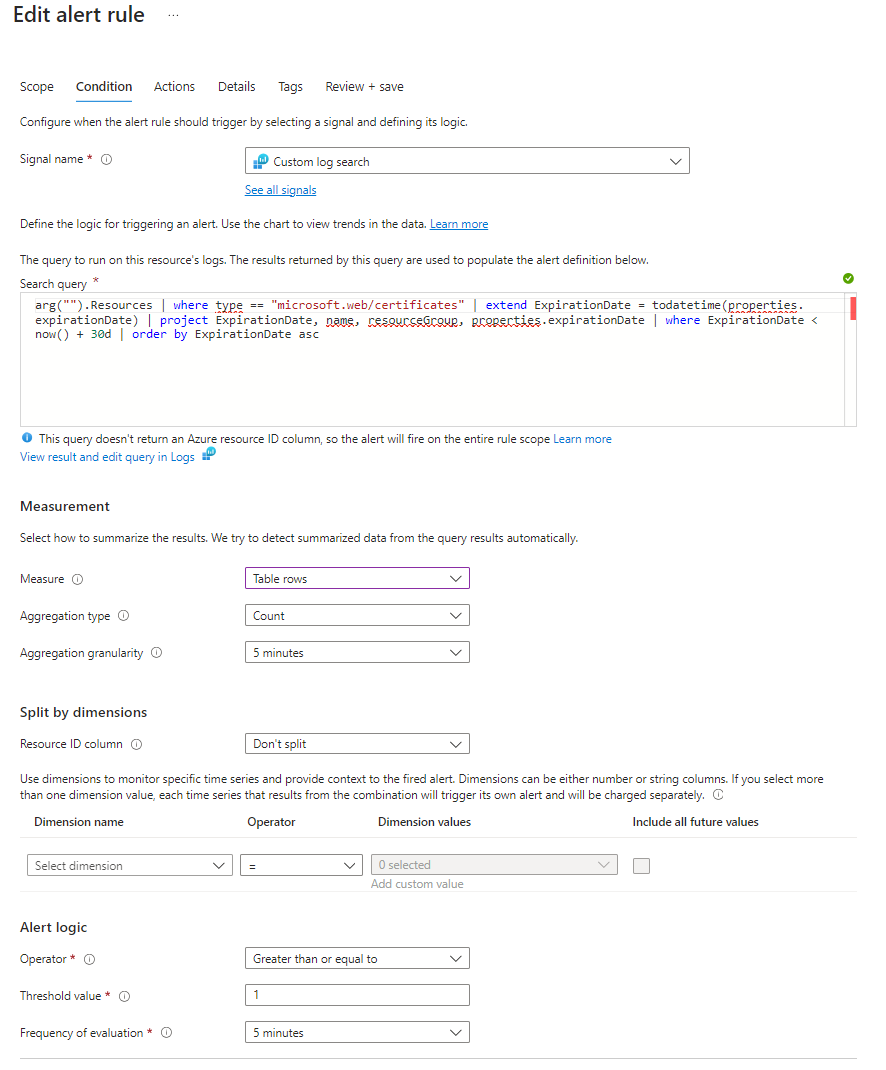 Edit alert rule ...
Scope Condition Actions Details Tags Review + save
Configure when the alert rule should trigger by selecting a signal and defining its logic.
Signal name * Custom log search
See all signals
Define the logic for triggering an alert. Use the chart to view trends in the data. Learn more
The query to run on this resource's logs. The results returned by this query are used to populate the alert definition below.
Search query *
arg("").Resources | where type == "microsoft.web/certificates" | extend ExpirationDate = todatetime(properties.
expirationDate) | project ExpirationDate, name, resourceGroup, properties.expirationDate | where ExpirationDate <
now() + 30d | order by ExpirationDate asc
This query doesn't return an Azure resource ID column, so the alert will fire on the entire rule scope Learn more
View result and edit query in Logs
Measurement
Select how to summarize the results. We try to detect summarized data from the query results automatically.
Measure Table rows
Aggregation type Count
Aggregation granularity 5 minutes
Split by dimensions
Resource ID column Don't split
Use dimensions to monitor specific time series and provide context to the fired alert. Dimensions can be either number or string columns. If you select more
than one dimension value, each time series that results from the combination will trigger its own alert and will be charged separately.
Dimension name Operator Dimension values Include all future values
Select dimension = 0 selected
Add custom value
Alert logic
Operator * Greater than or equal to
Threshold value * 1
Frequency of evaluation * 5 minutes